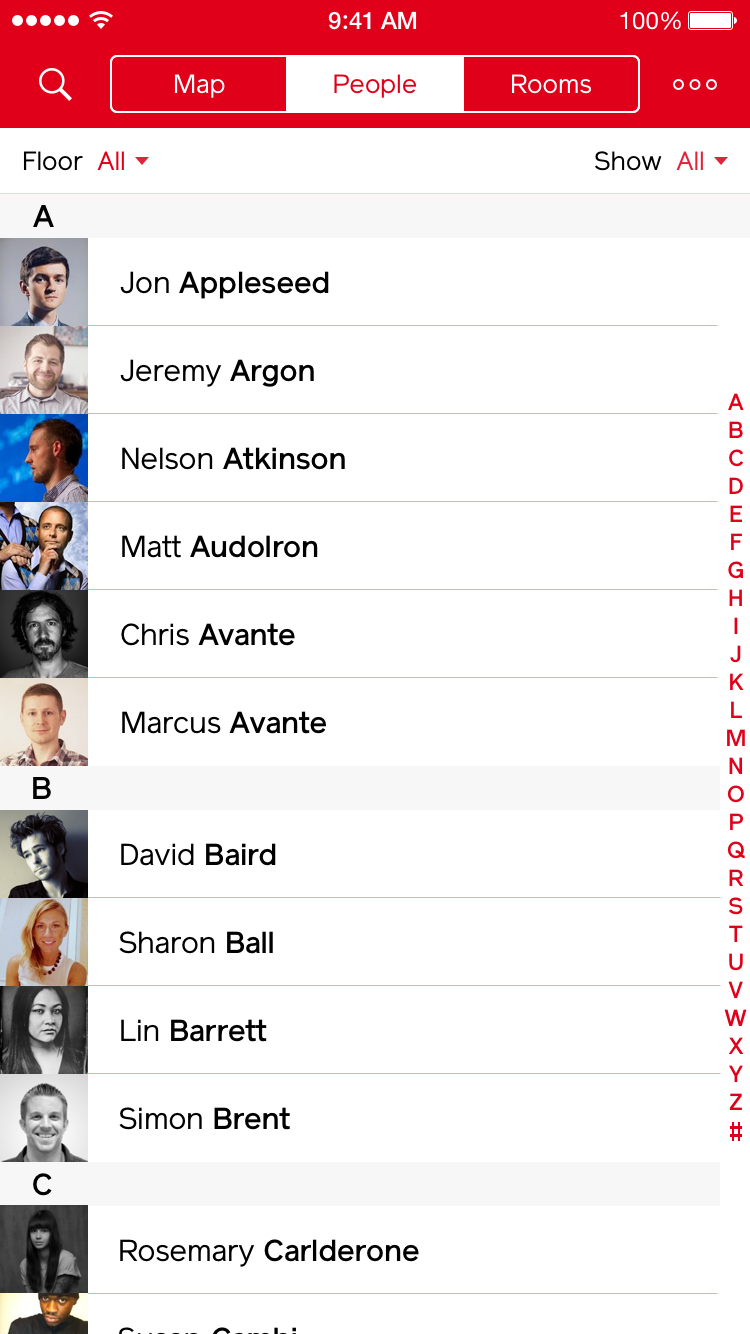 9:41 AM 100%
Map People Rooms
Floor All Show All
A
Jon Appleseed
Jeremy Argon
Nelson Atkinson
Matt Audolron
Chris Avante
Marcus Avante
B
David Baird
Sharon Ball
Lin Barrett
Simon Brent
C
Rosemary Carlderone
A
B
C
D
E
F
G
H
I
J
K
L
M
N
O
P
Q
R
S
T
U
V
W
X
Y
Z
#